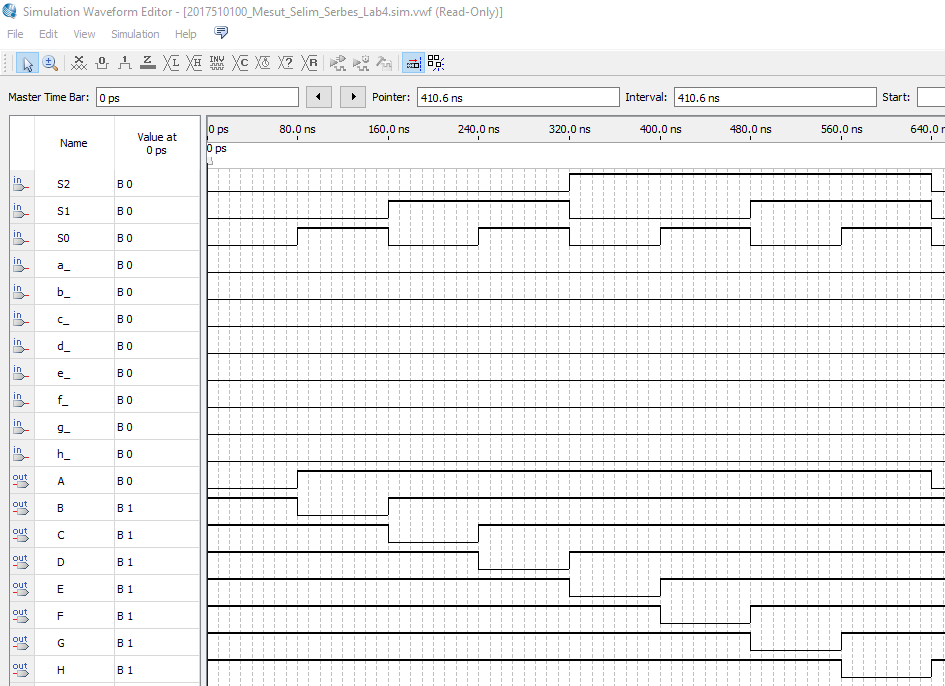 Simulation Waveform Editor - [2017510100_Mesut_Selim_Serbes_Lab4.sim.vwf (Read-Only)]
File Edit View Simulation Help
0 1 Z L H INV C ? R
Master Time Bar: 0 ps Pointer: 410.6 ns Interval: 410.6 ns Start:
Name Value at 0 ps 0 ps 80.0 ns 160.0 ns 240.0 ns 320.0 ns 400.0 ns 480.0 ns 560.0 ns 640.0 n
0 ps
in S2 B 0
in S1 B 0
in S0 B 0
in a_ B 0
in b_ B 0
in c_ B 0
in d_ B 0
in e_ B 0
in f_ B 0
in g_ B 0
in h_ B 0
out A B 0
out B B 1
out C B 1
out D B 1
out E B 1
out F B 1
out G B 1
out H B 1